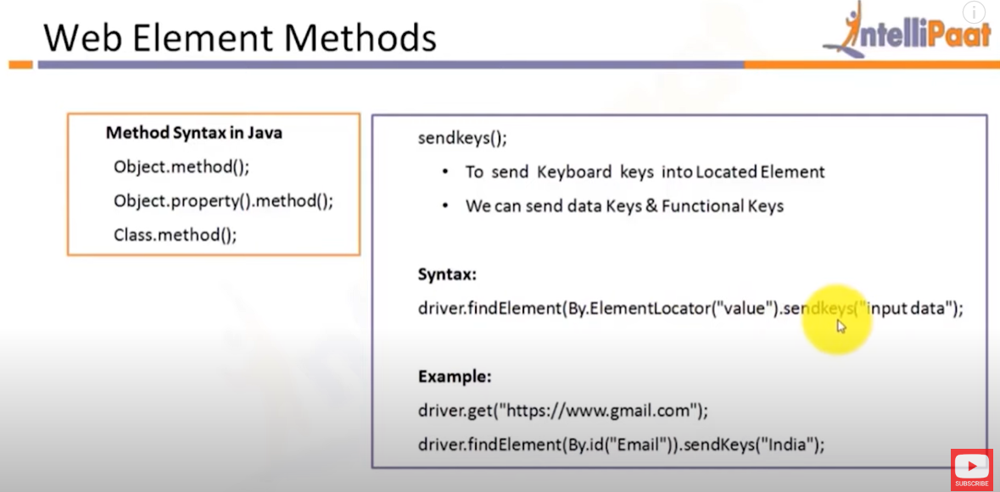 Web Element Methods
IntelliPaat
Method Syntax in Java
Object.method();
Object.property().method();
Class.method();
sendkeys();
• To send Keyboard keys into Located Element
• We can send data Keys & Functional Keys
Syntax:
driver.findElement(By.ElementLocator("value").sendkeys("input data");
Example:
driver.get("https://www.gmail.com");
driver.findElement(By.id("Email")).sendKeys("India");
SUBSCRIBE